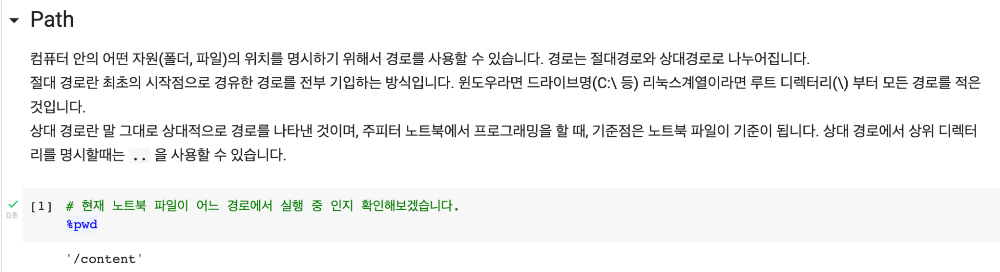 Path
컴퓨터 안의 어떤 자원(폴더, 파일)의 위치를 명시하기 위해서 경로를 사용할 수 있습니다. 경로는 절대경로와 상대경로로 나누어집니다.
절대 경로란 최초의 시작점으로 경유한 경로를 전부 기입하는 방식입니다. 윈도우라면 드라이브명(C:\ 등) 리눅스계열이라면 루트 디렉터리(\) 부터 모든 경로를 적은
것입니다.
상대 경로란 말 그대로 상대적으로 경로를 나타낸 것이며, 주피터 노트북에서 프로그래밍을 할 때, 기준점은 노트북 파일이 기준이 됩니다. 상대 경로에서 상위 디렉터
리를 명시할때는 .. 을 사용할 수 있습니다.
[1] # 현재 노트북 파일이 어느 경로에서 실행 중 인지 확인해보겠습니다.
0초 %pwd
'/content'